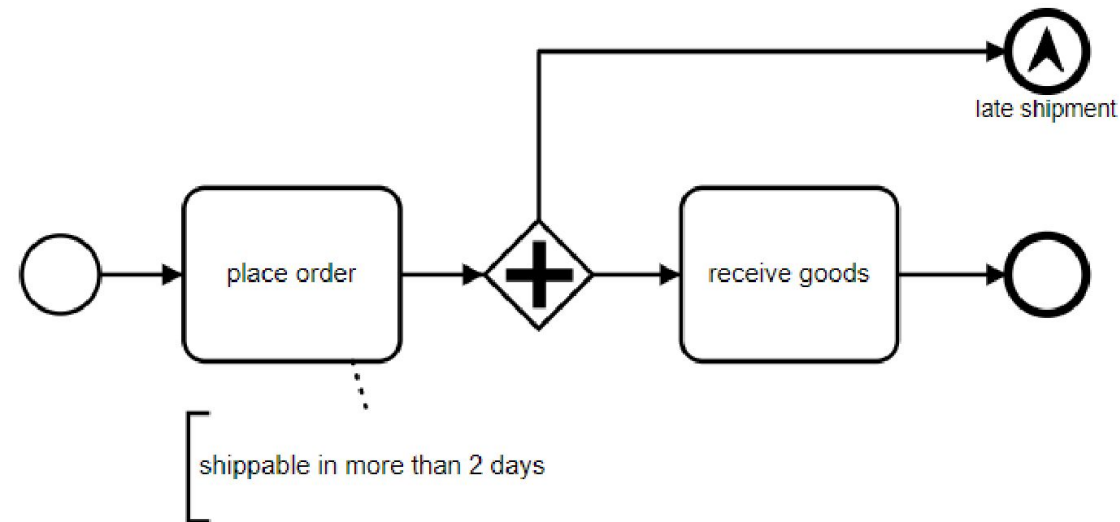 late shipment
place order
receive goods
shippable in more than 2 days